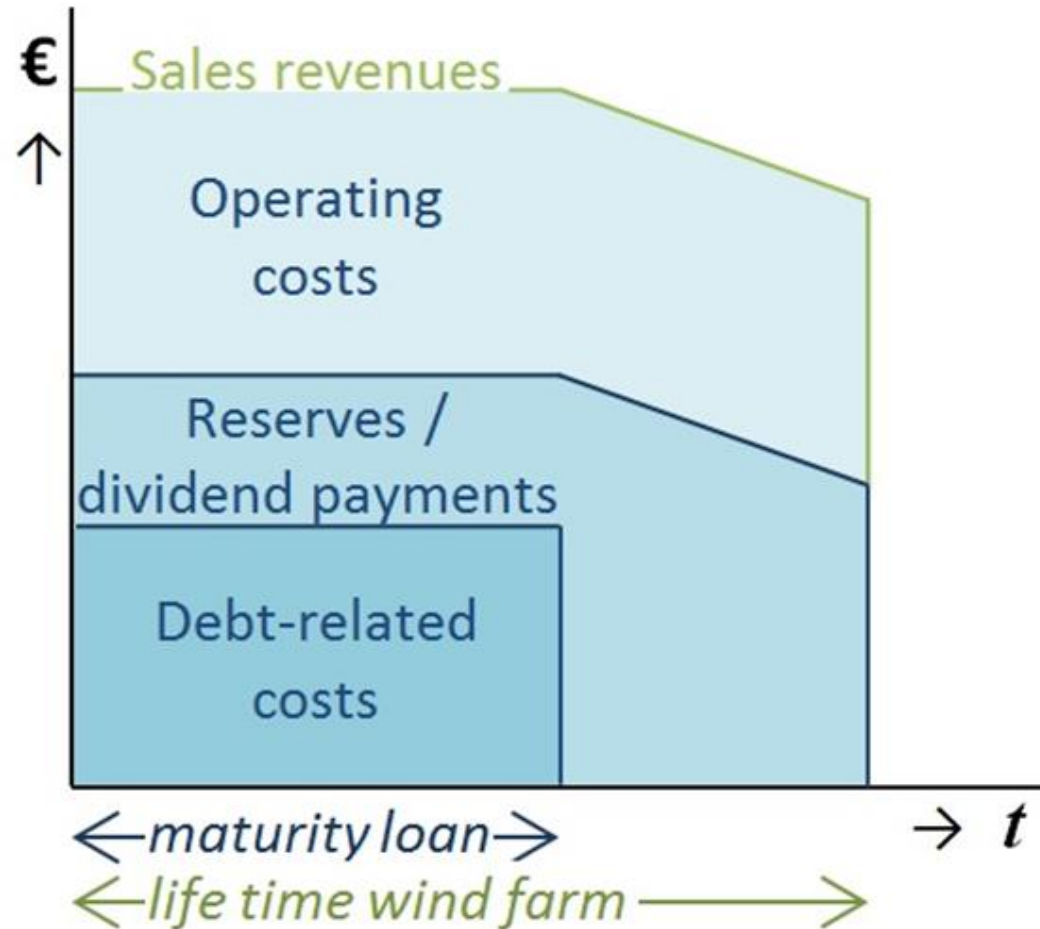 €
Sales revenues
↑
Operating
costs
Reserves /
dividend payments
Debt-related
costs
maturity loan
→ t
life time wind farm